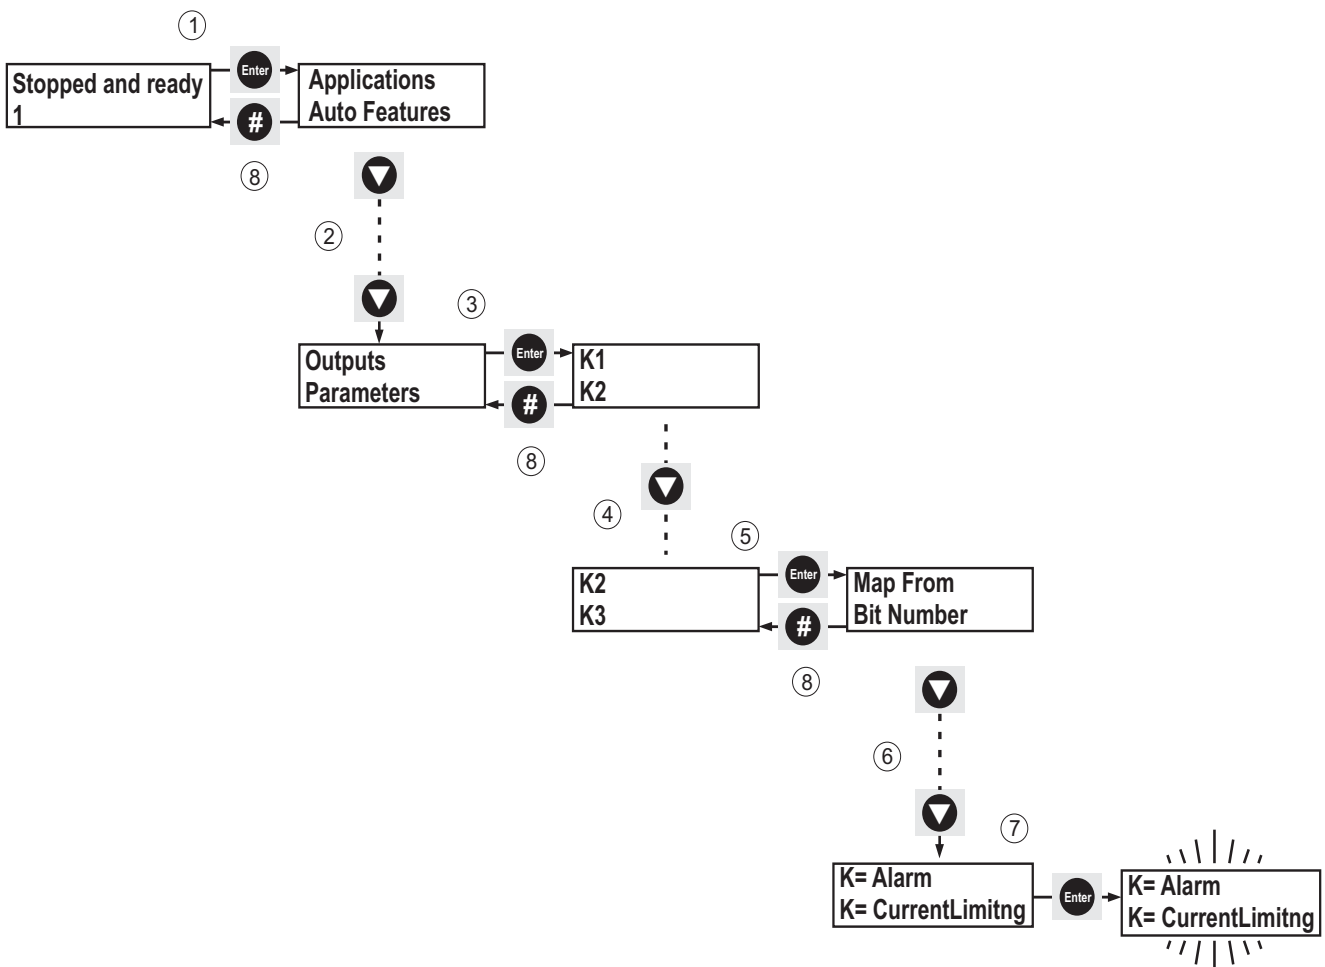 1
Stopped and ready
1
Enter
#
Applications
Auto Features
8
2
3
Outputs
Parameters
Enter
#
K1
K2
8
4
5
K2
K3
Enter
#
Map From
Bit Number
8
6
7
K= Alarm
K= CurrentLimitng
Enter
K= Alarm
K= CurrentLimitng